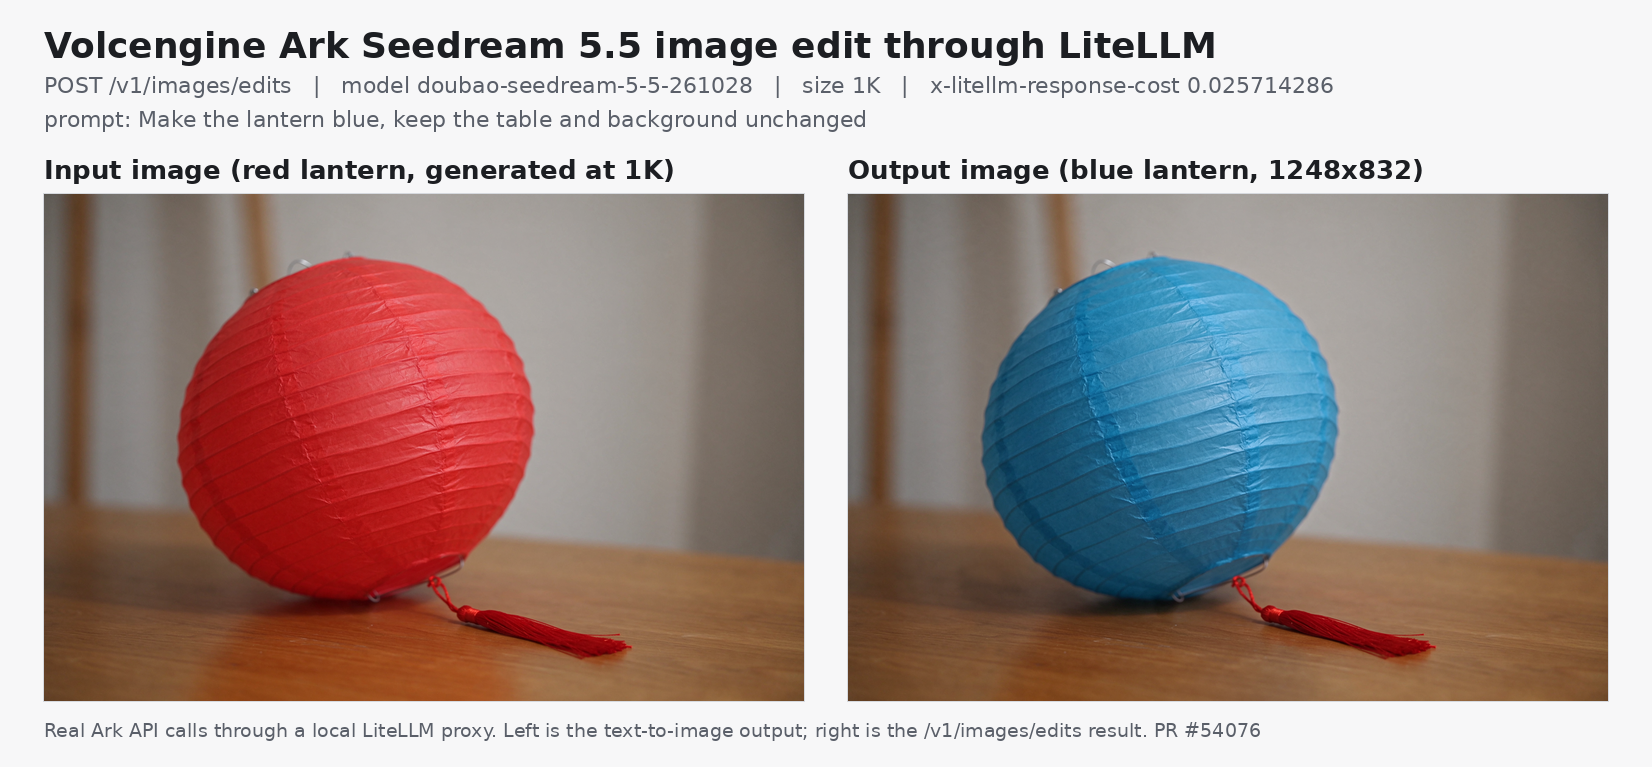 Volcengine Ark Seedream 5.5 image edit through LiteLLM
POST /v1/images/edits | model doubao-seedream-5-5-261028 | size 1K | x-litellm-response-cost 0.025714286
prompt: Make the lantern blue, keep the table and background unchanged
Input image (red lantern, generated at 1K)
Output image (blue lantern, 1248x832)
Real Ark API calls through a local LiteLLM proxy. Left is the text-to-image output; right is the /v1/images/edits result. PR #54076